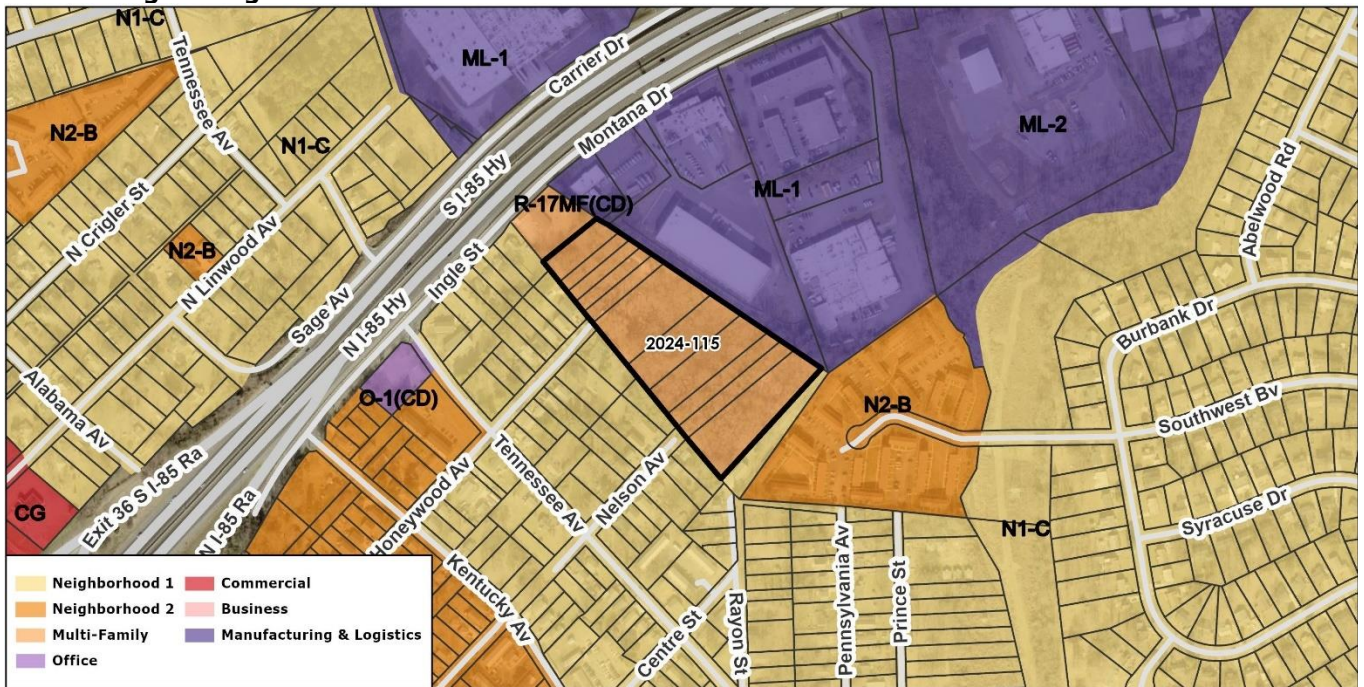 N1-C
Tennessee Av
ML-1
Carrier Dr
Montana Dr
ML-2
N2-B
N1-C
S I-85 Hy
ML-1
Abelwood Rd
N Crigler St
R-17MF(CD)
N2-B
N Linwood Av
Ingle St
Sage Av
N I-85 Hy
Burbank Dr
2024-115
Alabama Av
O-1(CD)
N2-B
Southwest Bv
Tennessee Av
Nelson Av
Exit 36 S I-85 Ra
N I-85 Ra
CG
Honeywood Av
Syracuse Dr
N1-C
Kentucky Av
Centre St
Rayon St
Pennsylvania Av
Prince St
Neighborhood 1
Neighborhood 2
Multi-Family
Office
Commercial
Business
Manufacturing & Logistics